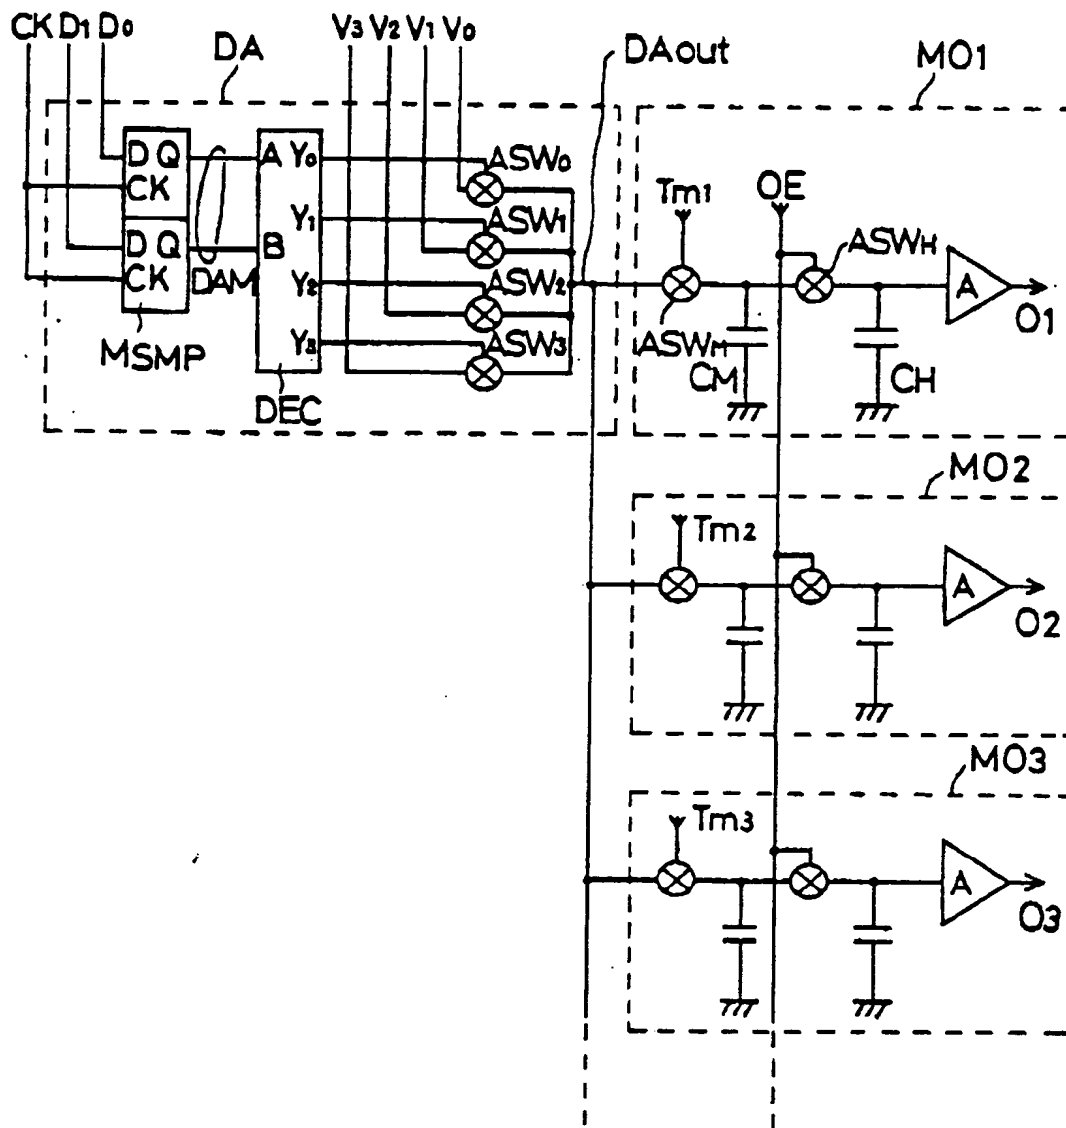 CK D1 D0 V3 V2 V1 V0
DA
DAout
MO1
D Q
CK
D Q
CK
DAM
MSMP
A Y0
Y1
B
Y2
Y3
DEC
ASW0
ASW1
ASW2
ASW3
Tm1
OE
ASWM
ASWH
CM
CH
A
O1
MO2
Tm2
A
O2
MO3
Tm3
A
O3